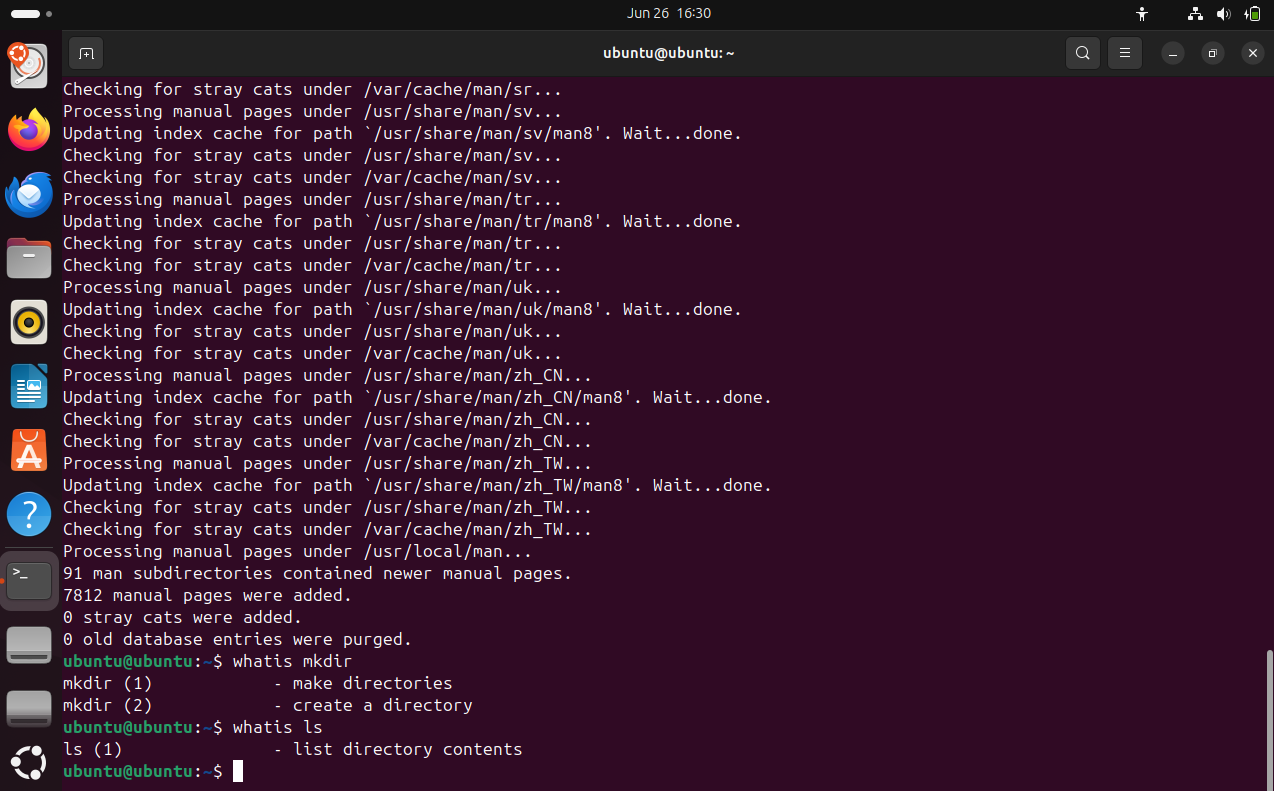 Jun 26 16:30
ubuntu@ubuntu: ~
Checking for stray cats under /var/cache/man/sr...
Processing manual pages under /usr/share/man/sv...
Updating index cache for path `/usr/share/man/sv/man8'. Wait...done.
Checking for stray cats under /usr/share/man/sv...
Checking for stray cats under /var/cache/man/sv...
Processing manual pages under /usr/share/man/tr...
Updating index cache for path `/usr/share/man/tr/man8'. Wait...done.
Checking for stray cats under /usr/share/man/tr...
Checking for stray cats under /var/cache/man/tr...
Processing manual pages under /usr/share/man/uk...
Updating index cache for path `/usr/share/man/uk/man8'. Wait...done.
Checking for stray cats under /usr/share/man/uk...
Checking for stray cats under /var/cache/man/uk...
Processing manual pages under /usr/share/man/zh_CN...
Updating index cache for path `/usr/share/man/zh_CN/man8'. Wait...done.
Checking for stray cats under /usr/share/man/zh_CN...
Checking for stray cats under /var/cache/man/zh_CN...
Processing manual pages under /usr/share/man/zh_TW...
Updating index cache for path `/usr/share/man/zh_TW/man8'. Wait...done.
Checking for stray cats under /usr/share/man/zh_TW...
Checking for stray cats under /var/cache/man/zh_TW...
Processing manual pages under /usr/local/man...
91 man subdirectories contained newer manual pages.
7812 manual pages were added.
0 stray cats were added.
0 old database entries were purged.
ubuntu@ubuntu:~$ whatis mkdir
mkdir (1)            - make directories
mkdir (2)            - create a directory
ubuntu@ubuntu:~$ whatis ls
ls (1)               - list directory contents
ubuntu@ubuntu:~$